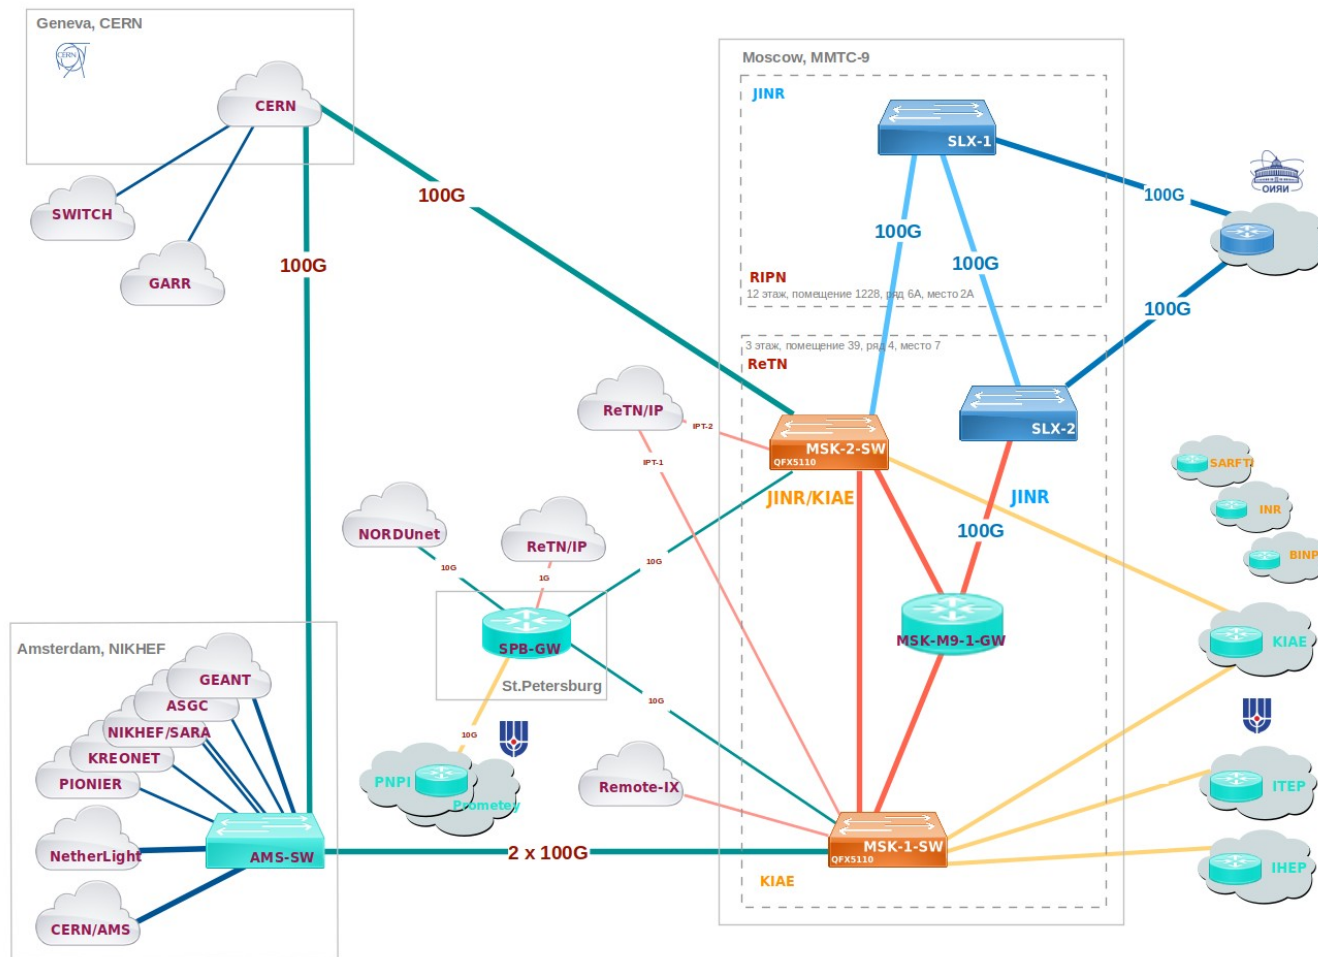 Geneva, CERN
CERN
CERN
SWITCH
GARR
100G
100G
Moscow, MMTC-9
JINR
SLX-1
100G
100G
100G
RIPN
12 этаж, помещение 1228, ряд 6А, место 2А
3 этаж, помещение 39, ряд 4, место 7
ReTN
ОИЯИ
100G
SLX-2
ReTN/IP
IPT-2
IPT-1
MSK-2-SW
QFX5110
JINR/KIAE
JINR
100G
SARFTI
INR
BINP
KIAE
NORDUnet
ReTN/IP
10G
1G
10G
SPB-GW
St.Petersburg
MSK-M9-1-GW
10G
10G
PNPI
Prometey
Remote-IX
Amsterdam, NIKHEF
GEANT
ASGC
NIKHEF/SARA
KREONET
PIONIER
NetherLight
CERN/AMS
AMS-SW
2 x 100G
MSK-1-SW
QFX5110
KIAE
ITEP
IHEP